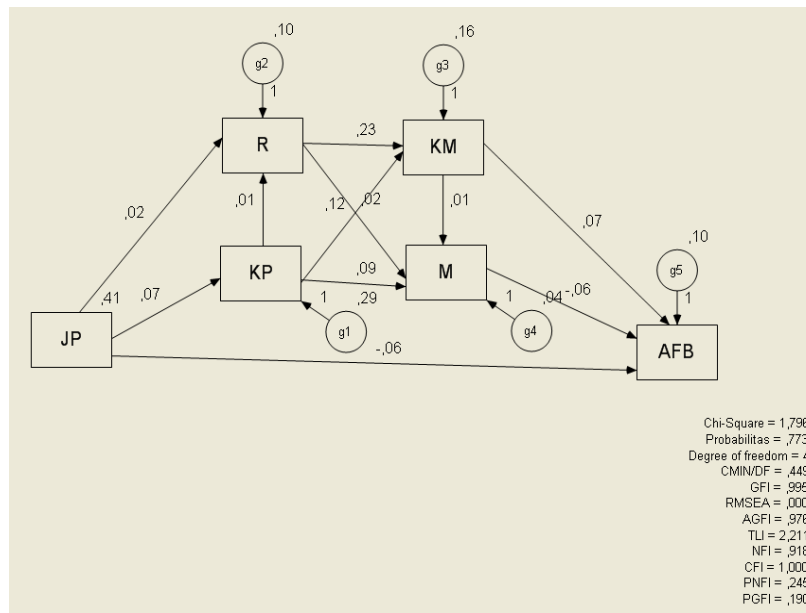 ,10
g2
1
,16
g3
1
R
,23
KM
,02
,01
,12
,02
,01
,07
,10
g5
1
KP
,09
M
,41
,07
1
,29
g1
1
g4
,04
-,06
JP
-,06
AFB
Chi-Square = 1,796
Probabilitas = ,773
Degree of freedom = 4
CMIN/DF = ,449
GFI = ,995
RMSEA = ,000
AGFI = ,976
TLI = 2,211
NFI = ,918
CFI = 1,000
PNFI = ,245
PGFI = ,190